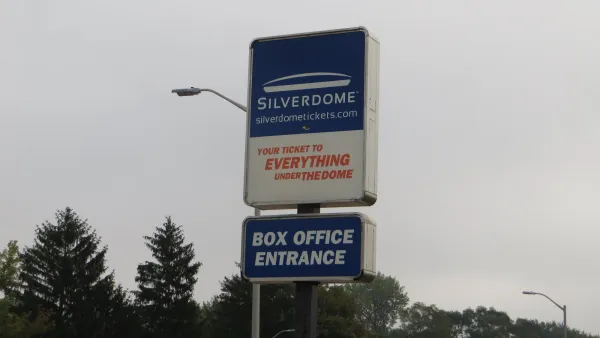 SILVERDOME
silverdometickets.com
YOUR TICKET TO
EVERYTHING
UNDER THE DOME
BOX OFFICE
ENTRANCE